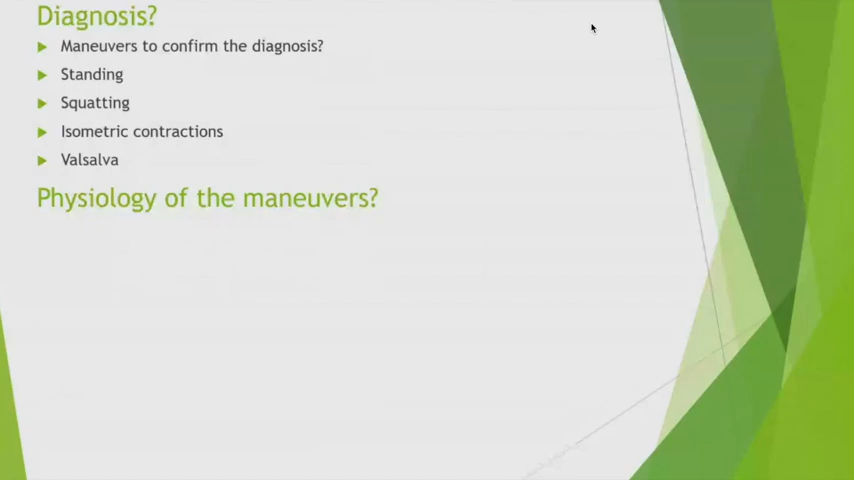 Diagnosis?
Maneuvers to confirm the diagnosis?
Standing
Squatting
Isometric contractions
Valsalva
Physiology of the maneuvers?